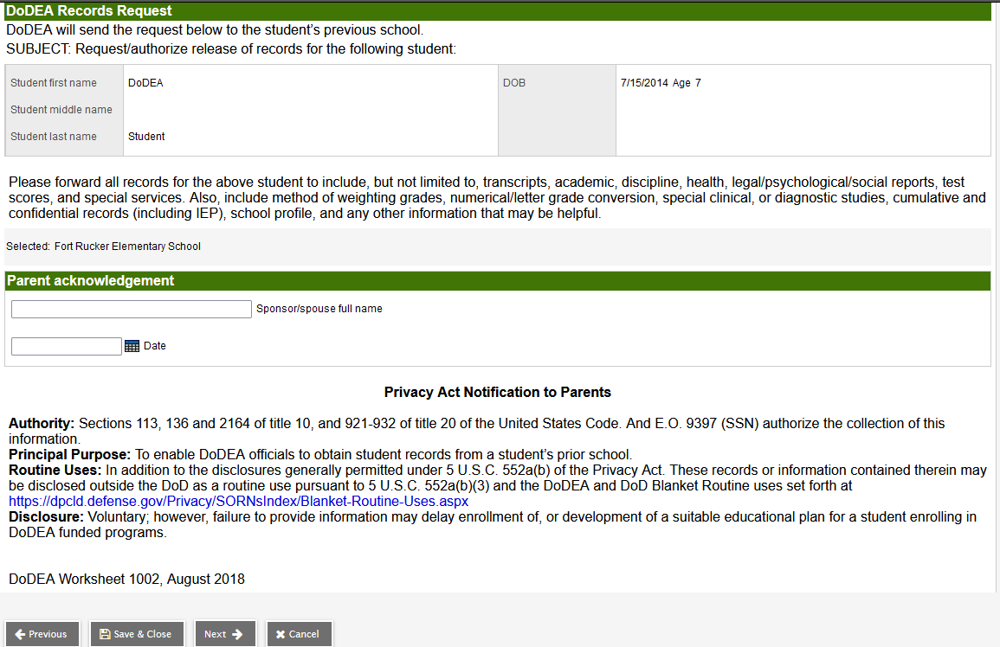 DoDEA Records Request
DoDEA will send the request below to the student's previous school.
SUBJECT: Request/authorize release of records for the following student:
Student first name DoDEA DOB 7/15/2014 Age 7
Student middle name
Student last name Student
Please forward all records for the above student to include, but not limited to, transcripts, academic, discipline, health, legal/psychological/social reports, test
scores, and special services. Also, include method of weighting grades, numerical/letter grade conversion, special clinical, or diagnostic studies, cumulative and
confidential records (including IEP), school profile, and any other information that may be helpful.
Selected: Fort Rucker Elementary School
Parent acknowledgement
Sponsor/spouse full name
Date
Privacy Act Notification to Parents
Authority: Sections 113, 136 and 2164 of title 10, and 921-932 of title 20 of the United States Code. And E.O. 9397 (SSN) authorize the collection of this
information.
Principal Purpose: To enable DoDEA officials to obtain student records from a student's prior school.
Routine Uses: In addition to the disclosures generally permitted under 5 U.S.C. 552a(b) of the Privacy Act. These records or information contained therein may
be disclosed outside the DoD as a routine use pursuant to 5 U.S.C. 552a(b)(3) and the DoDEA and DoD Blanket Routine uses set forth at
https://dpcld.defense.gov/Privacy/SORNsIndex/Blanket-Routine-Uses.aspx
Disclosure: Voluntary; however, failure to provide information may delay enrollment of, or development of a suitable educational plan for a student enrolling in
DoDEA funded programs.
DoDEA Worksheet 1002, August 2018
Previous Save & Close Next Cancel